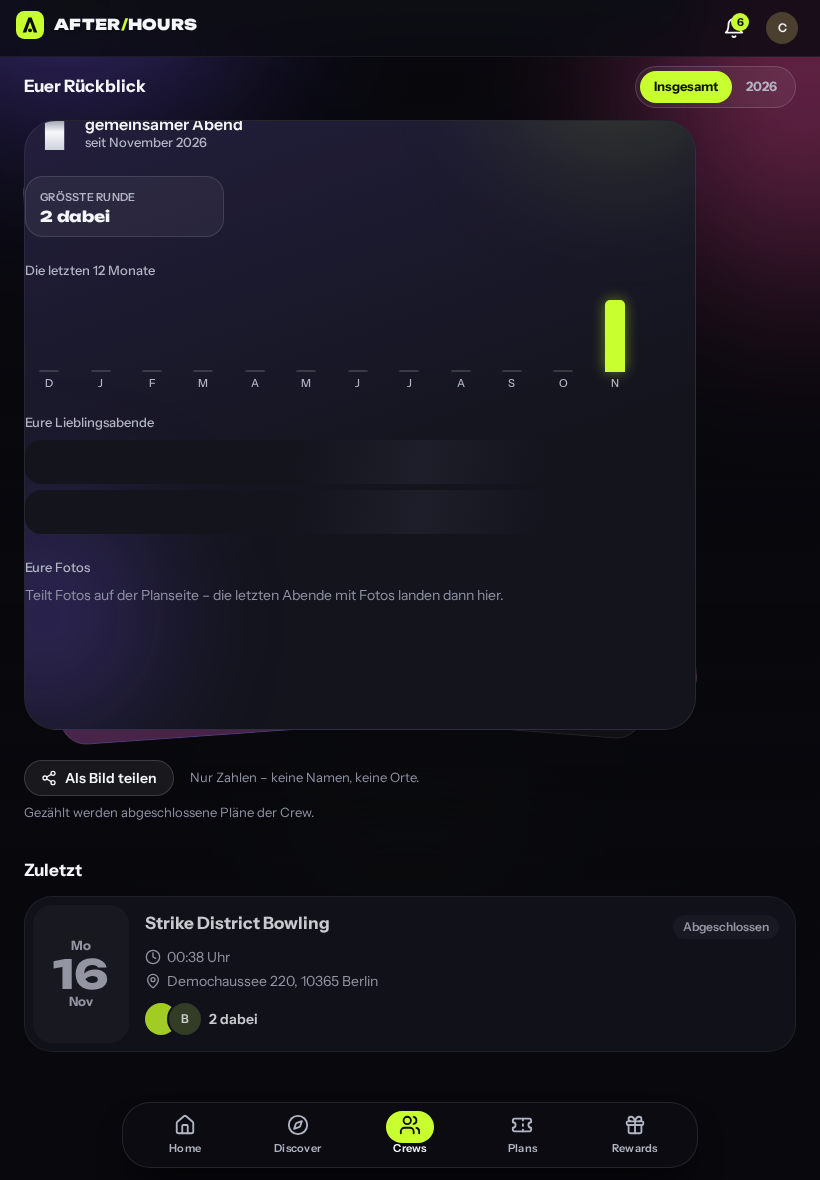 AFTER/HOURS
6
C
Euer Rückblick
Insgesamt
2026
gemeinsamer Abend
seit November 2026
GRÖSSTE RUNDE
2 dabei
Die letzten 12 Monate
D J F M A M J J A S O N
Eure Lieblingsabende
Eure Fotos
Teilt Fotos auf der Planseite – die letzten Abende mit Fotos landen dann hier.
Als Bild teilen
Nur Zahlen – keine Namen, keine Orte.
Gezählt werden abgeschlossene Pläne der Crew.
Zuletzt
Mo
16
Nov
Strike District Bowling
Abgeschlossen
00:38 Uhr
Demochaussee 220, 10365 Berlin
B
2 dabei
Home
Discover
Crews
Plans
Rewards